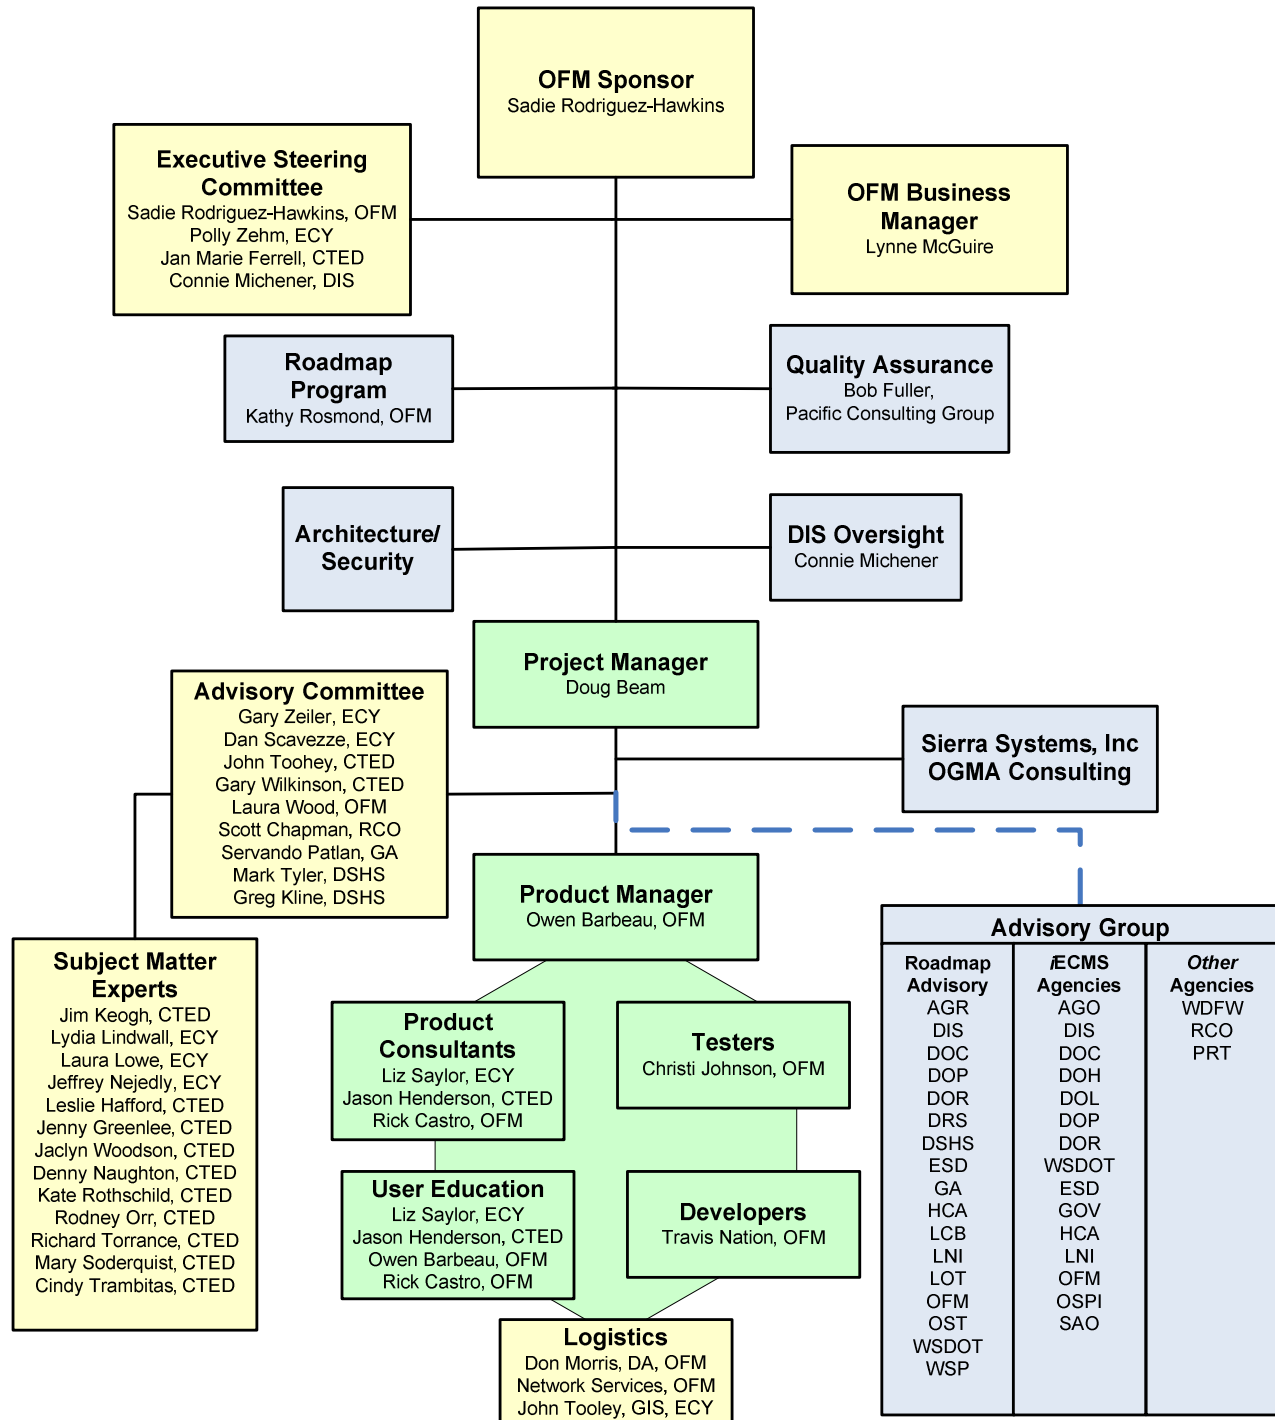 OFM Sponsor
Sadie Rodriguez-Hawkins
Executive Steering
Committee
Sadie Rodriguez-Hawkins, OFM
Polly Zehm, ECY
Jan Marie Ferrell, CTED
Connie Michener, DIS
OFM Business
Manager
Lynne McGuire
Roadmap
Program
Kathy Rosmond, OFM
Quality Assurance
Bob Fuller,
Pacific Consulting Group
Architecture/
Security
DIS Oversight
Connie Michener
Project Manager
Doug Beam
Advisory Committee
Gary Zeiler, ECY
Dan Scavezze, ECY
John Toohey, CTED
Gary Wilkinson, CTED
Laura Wood, OFM
Scott Chapman, RCO
Servando Patlan, GA
Mark Tyler, DSHS
Greg Kline, DSHS
Sierra Systems, Inc
OGMA Consulting
Product Manager
Owen Barbeau, OFM
Subject Matter
Experts
Jim Keogh, CTED
Lydia Lindwall, ECY
Laura Lowe, ECY
Jeffrey Nejedly, ECY
Leslie Hafford, CTED
Jenny Greenlee, CTED
Jaclyn Woodson, CTED
Denny Naughton, CTED
Kate Rothschild, CTED
Rodney Orr, CTED
Richard Torrance, CTED
Mary Soderquist, CTED
Cindy Trambitas, CTED
Product
Consultants
Liz Saylor, ECY
Jason Henderson, CTED
Rick Castro, OFM
Testers
Christi Johnson, OFM
User Education
Liz Saylor, ECY
Jason Henderson, CTED
Owen Barbeau, OFM
Rick Castro, OFM
Developers
Travis Nation, OFM
Logistics
Don Morris, DA, OFM
Network Services, OFM
John Tooley, GIS, ECY
Advisory Group
Roadmap
Advisory
AGR
DIS
DOC
DOP
DOR
DRS
DSHS
ESD
GA
HCA
LCB
LNI
LOT
OFM
OST
WSDOT
WSP
iECMS
Agencies
AGO
DIS
DOC
DOH
DOL
DOP
DOR
WSDOT
ESD
GOV
HCA
LNI
OFM
OSPI
SAO
Other
Agencies
WDFW
RCO
PRT